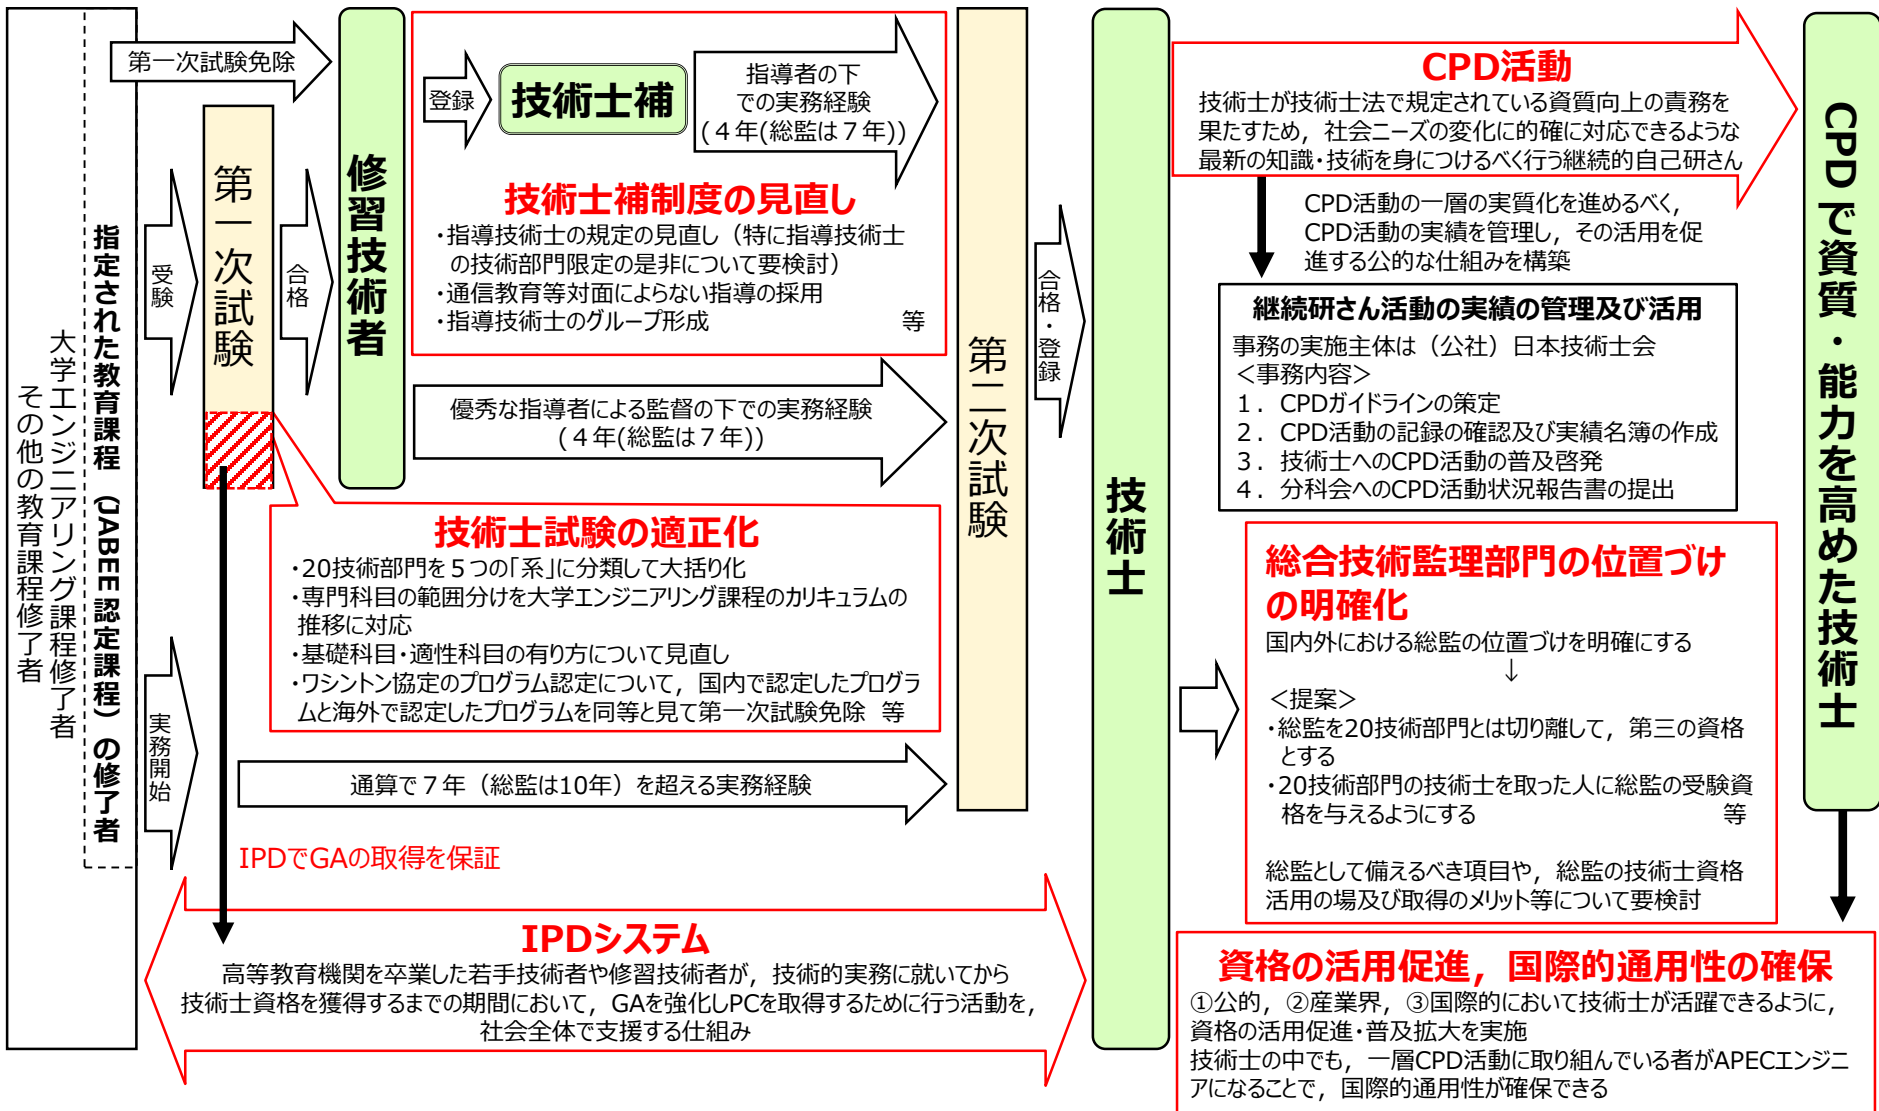 指定された教育課程（JABEE認定課程）の修了者
大学エンジニアリング課程修了者
その他の教育課程修了者
第一次試験免除
受験
第一次試験
合格
実務開始
修習技術者
登録
技術士補
指導者の下
での実務経験
(４年(総監は７年))
技術士補制度の見直し
・指導技術士の規定の見直し（特に指導技術士
の技術部門限定の是非について要検討）
・通信教育等対面によらない指導の採用
・指導技術士のグループ形成 等
優秀な指導者による監督の下での実務経験
(４年(総監は７年))
技術士試験の適正化
・20技術部門を５つの「系」に分類して大括り化
・専門科目の範囲分けを大学エンジニアリング課程のカリキュラムの
推移に対応
・基礎科目・適性科目の有り方について見直し
・ワシントン協定のプログラム認定について，国内で認定したプログラ
ムと海外で認定したプログラムを同等と見て第一次試験免除 等
通算で７年（総監は10年）を超える実務経験
IPDでGAの取得を保証
IPDシステム
高等教育機関を卒業した若手技術者や修習技術者が，技術的実務に就いてから
技術士資格を獲得するまでの期間において，GAを強化しPCを取得するために行う活動を，
社会全体で支援する仕組み
第二次試験
合格・登録
技術士
CPD活動
技術士が技術士法で規定されている資質向上の責務を
果たすため，社会ニーズの変化に的確に対応できるような
最新の知識・技術を身につけるべく行う継続的自己研さん
CPD活動の一層の実質化を進めるべく，
CPD活動の実績を管理し，その活用を促
進する公的な仕組みを構築
継続研さん活動の実績の管理及び活用
事務の実施主体は（公社）日本技術士会
＜事務内容＞
１．CPDガイドラインの策定
２．CPD活動の記録の確認及び実績名簿の作成
３．技術士へのCPD活動の普及啓発
４．分科会へのCPD活動状況報告書の提出
総合技術監理部門の位置づけ
の明確化
国内外における総監の位置づけを明確にする
↓
＜提案＞
・総監を20技術部門とは切り離して，第三の資格
とする
・20技術部門の技術士を取った人に総監の受験資
格を与えるようにする 等
総監として備えるべき項目や，総監の技術士資格
活用の場及び取得のメリット等について要検討
CPDで資質・能力を高めた技術士
資格の活用促進，国際的通用性の確保
①公的，②産業界，③国際的において技術士が活躍できるように，
資格の活用促進・普及拡大を実施
技術士の中でも，一層CPD活動に取り組んでいる者がAPECエンジニ
アになることで，国際的通用性が確保できる